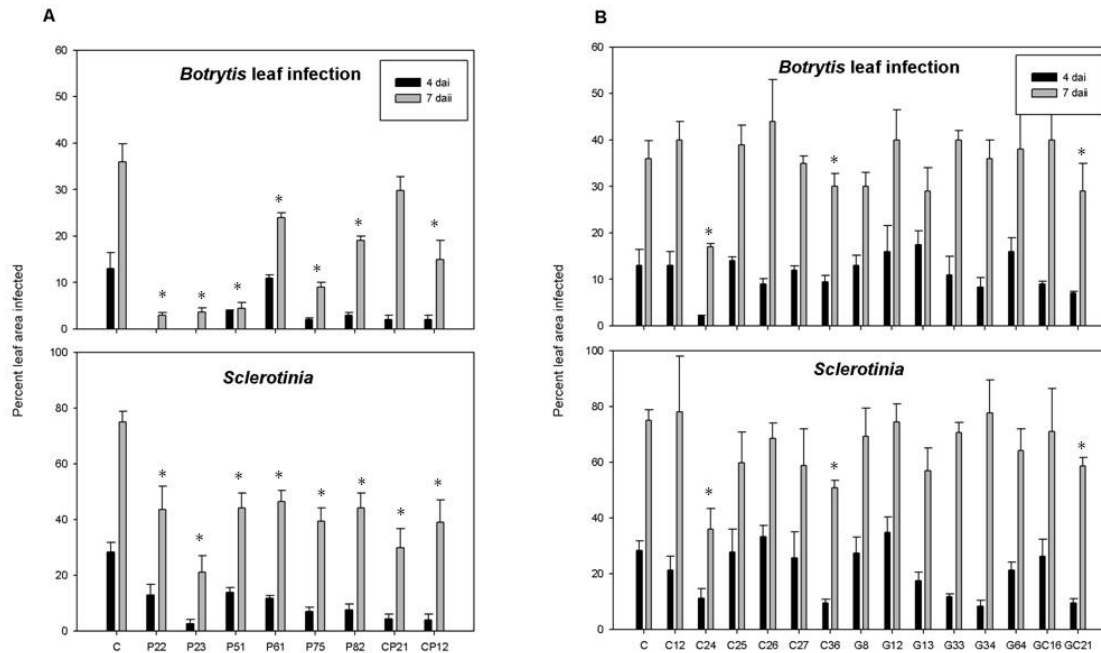 A
Botrytis leaf infection
4 dai
7 daii
60
50
40
30
20
10
0
Sclerotinia
100
80
60
40
20
0
Percent leaf area infected
* * * * * * *
* * * * * * * *
C P22 P23 P51 P61 P75 P82 CP21 CP12
B
Botrytis leaf infection
4 dai
7 daii
60
50
40
30
20
10
0
Sclerotinia
100
80
60
40
20
0
Percent leaf area infected
* * *
* * *
C C12 C24 C25 C26 C27 C36 G8 G12 G13 G33 G34 G64 GC16 GC21